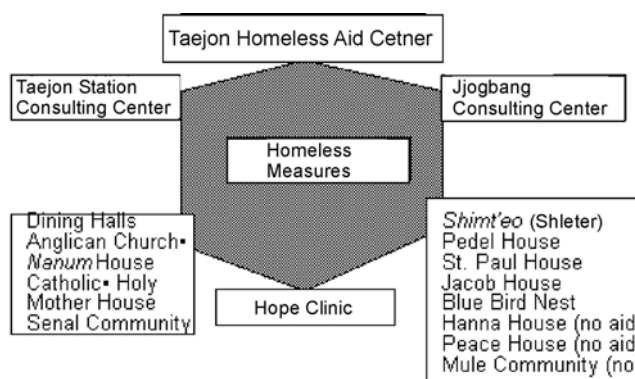 Taejon Homeless Aid Cetner
Taejon Station
Consulting Center
Jjogbang
Consulting Center
Homeless
Measures
Dining Halls
Anglican Church▪
Nanum House
Catholic▪ Holy
Mother House
Senal Community
Shimt'eo (Shleter)
Pedel House
St. Paul House
Jacob House
Blue Bird Nest
Hanna House (no aid
Peace House (no aid
Mule Community (no
Hope Clinic